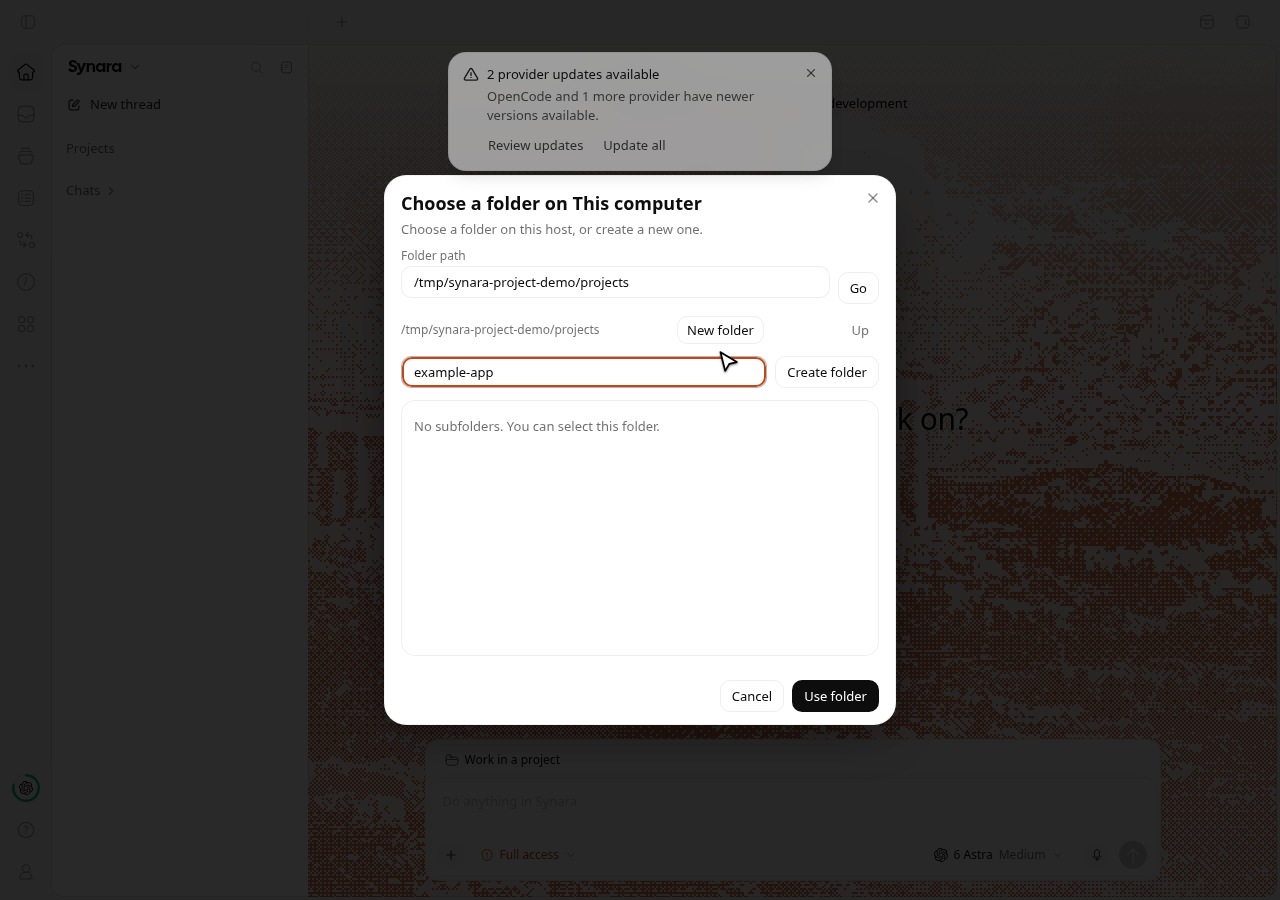 Synara
New thread
Projects
Chats
2 provider updates available
OpenCode and 1 more provider have newer
versions available.
Review updates
Update all
development
Choose a folder on This computer
Choose a folder on this host, or create a new one.
Folder path
/tmp/synara-project-demo/projects
Go
/tmp/synara-project-demo/projects
New folder
Up
example-app
Create folder
No subfolders. You can select this folder.
k on?
Cancel
Use folder
Work in a project
Do anything in Synara
Full access
6 Astra Medium